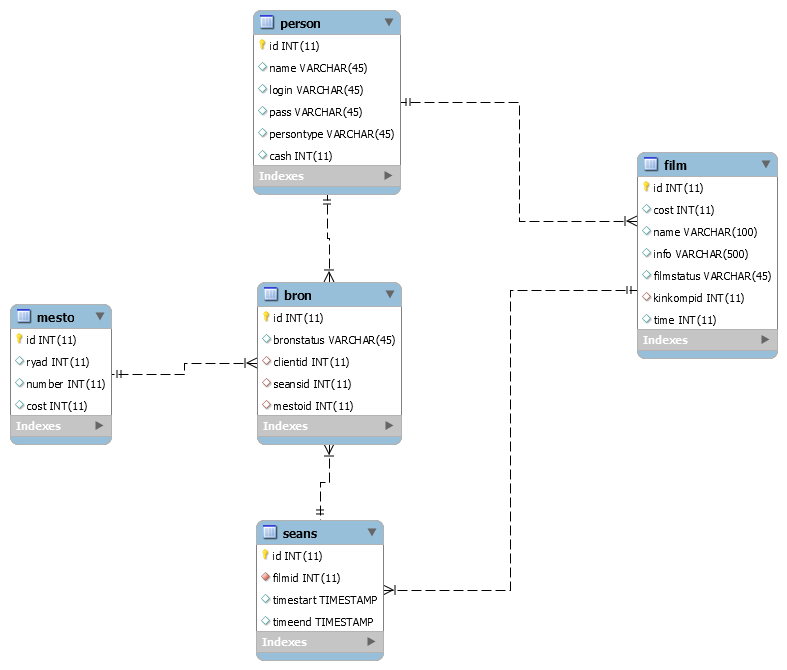 person
id INT(11)
name VARCHAR(45)
login VARCHAR(45)
pass VARCHAR(45)
persontype VARCHAR(45)
cash INT(11)
Indexes
film
id INT(11)
cost INT(11)
name VARCHAR(100)
info VARCHAR(500)
filmstatus VARCHAR(45)
kinkompid INT(11)
time INT(11)
Indexes
bron
id INT(11)
bronstatus VARCHAR(45)
clientid INT(11)
seansid INT(11)
mestoid INT(11)
Indexes
mesto
id INT(11)
ryad INT(11)
number INT(11)
cost INT(11)
Indexes
seans
id INT(11)
filmid INT(11)
timestart TIMESTAMP
timeend TIMESTAMP
Indexes